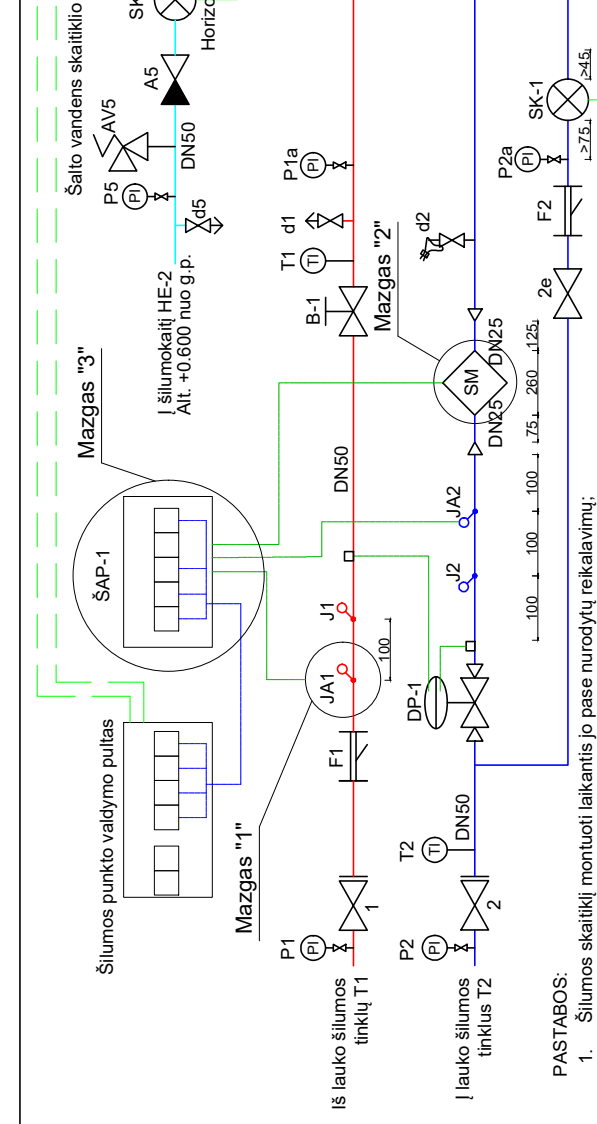 Šalto vandens skaitiklio
SK
Horizo
A5
AV5
DN50
P5
PI
d5
Į šilumokaitį HE-2
Alt. +0.600 nuo g.p.
Mazgas "3"
ŠAP-1
Šilumos punkto valdymo pultas
Mazgas "1"
P1a
PI
d1
T1
TI
B-1
DN50
J1
JA1
100
F1
1
P1
PI
Iš lauko šilumos
tinklų T1
Mazgas "2"
d2
SM
DN25
DN25
JA2
J2
DP-1
DN50
T2
TI
2
P2
PI
Į lauko šilumos
tinklus T2
100
100
100
75
260
125
SK-1
>45
>75
P2a
PI
F2
2e
PASTABOS:
1. Šilumos skaitiklį montuoti laikantis jo pase nurodytų reikalavimų;